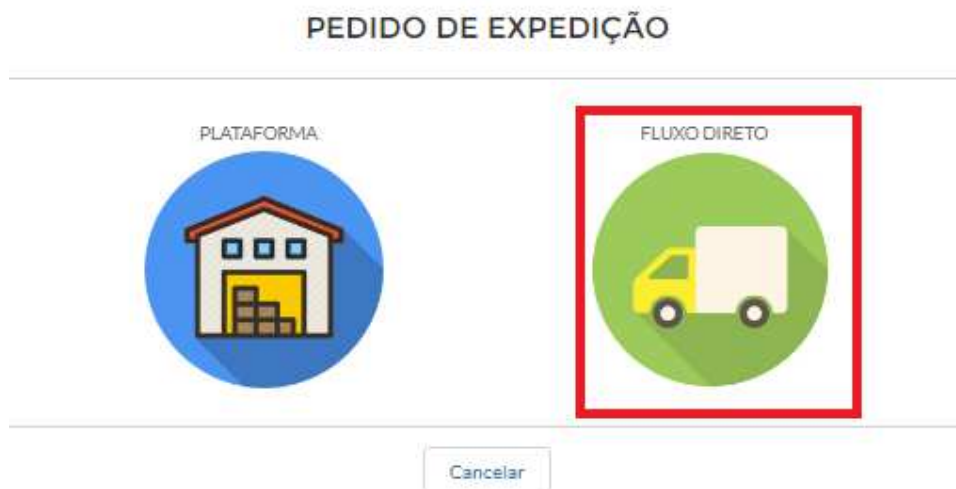 PEDIDO DE EXPEDIÇÃO
PLATAFORMA
FLUXO DIRETO
Cancelar